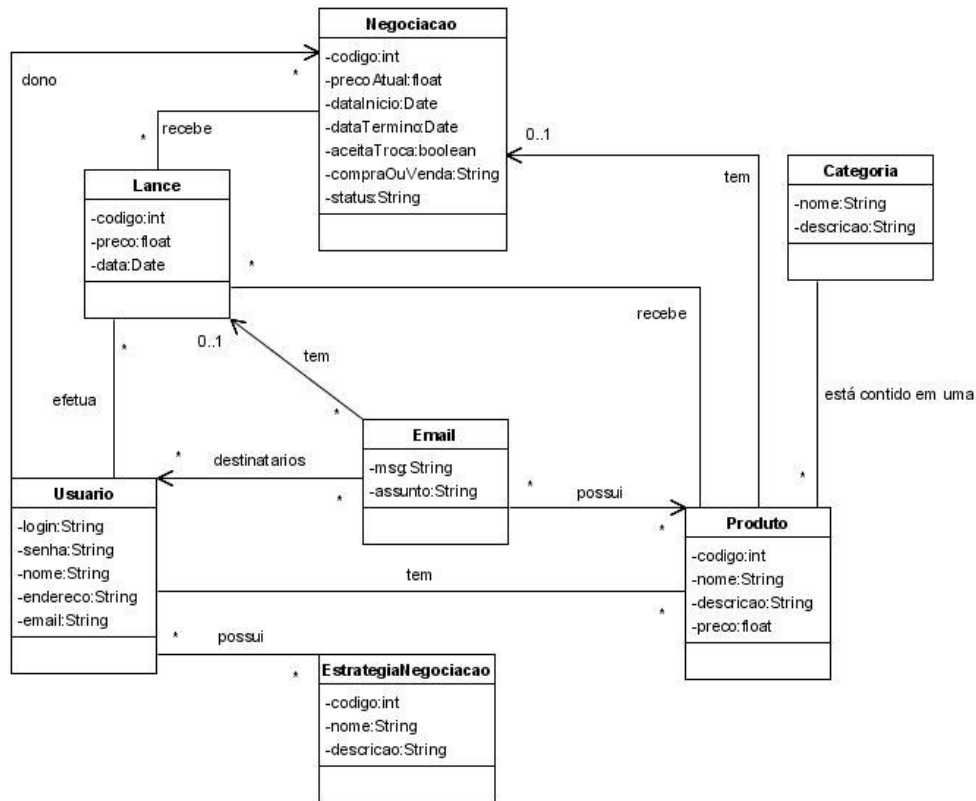 Negociacao
-codigo:int
-precoAtual:float
-dataInicio:Date
-dataTermino:Date
-aceitaTroca:boolean
-compraOuVenda:String
-status:String
dono
*
recebe
*
0..1
tem
Lance
-codigo:int
-preco:float
-data:Date
Categoria
-nome:String
-descricao:String
*
recebe
*
0..1
tem
efetua
está contido em uma
*
Email
-msg:String
-assunto:String
*
destinatarios
*
*
possui
*
*
Usuario
-login:String
-senha:String
-nome:String
-endereco:String
-email:String
Produto
-codigo:int
-nome:String
-descricao:String
-preco:float
tem
*
*
possui
*
EstrategiaNegociacao
-codigo:int
-nome:String
-descricao:String